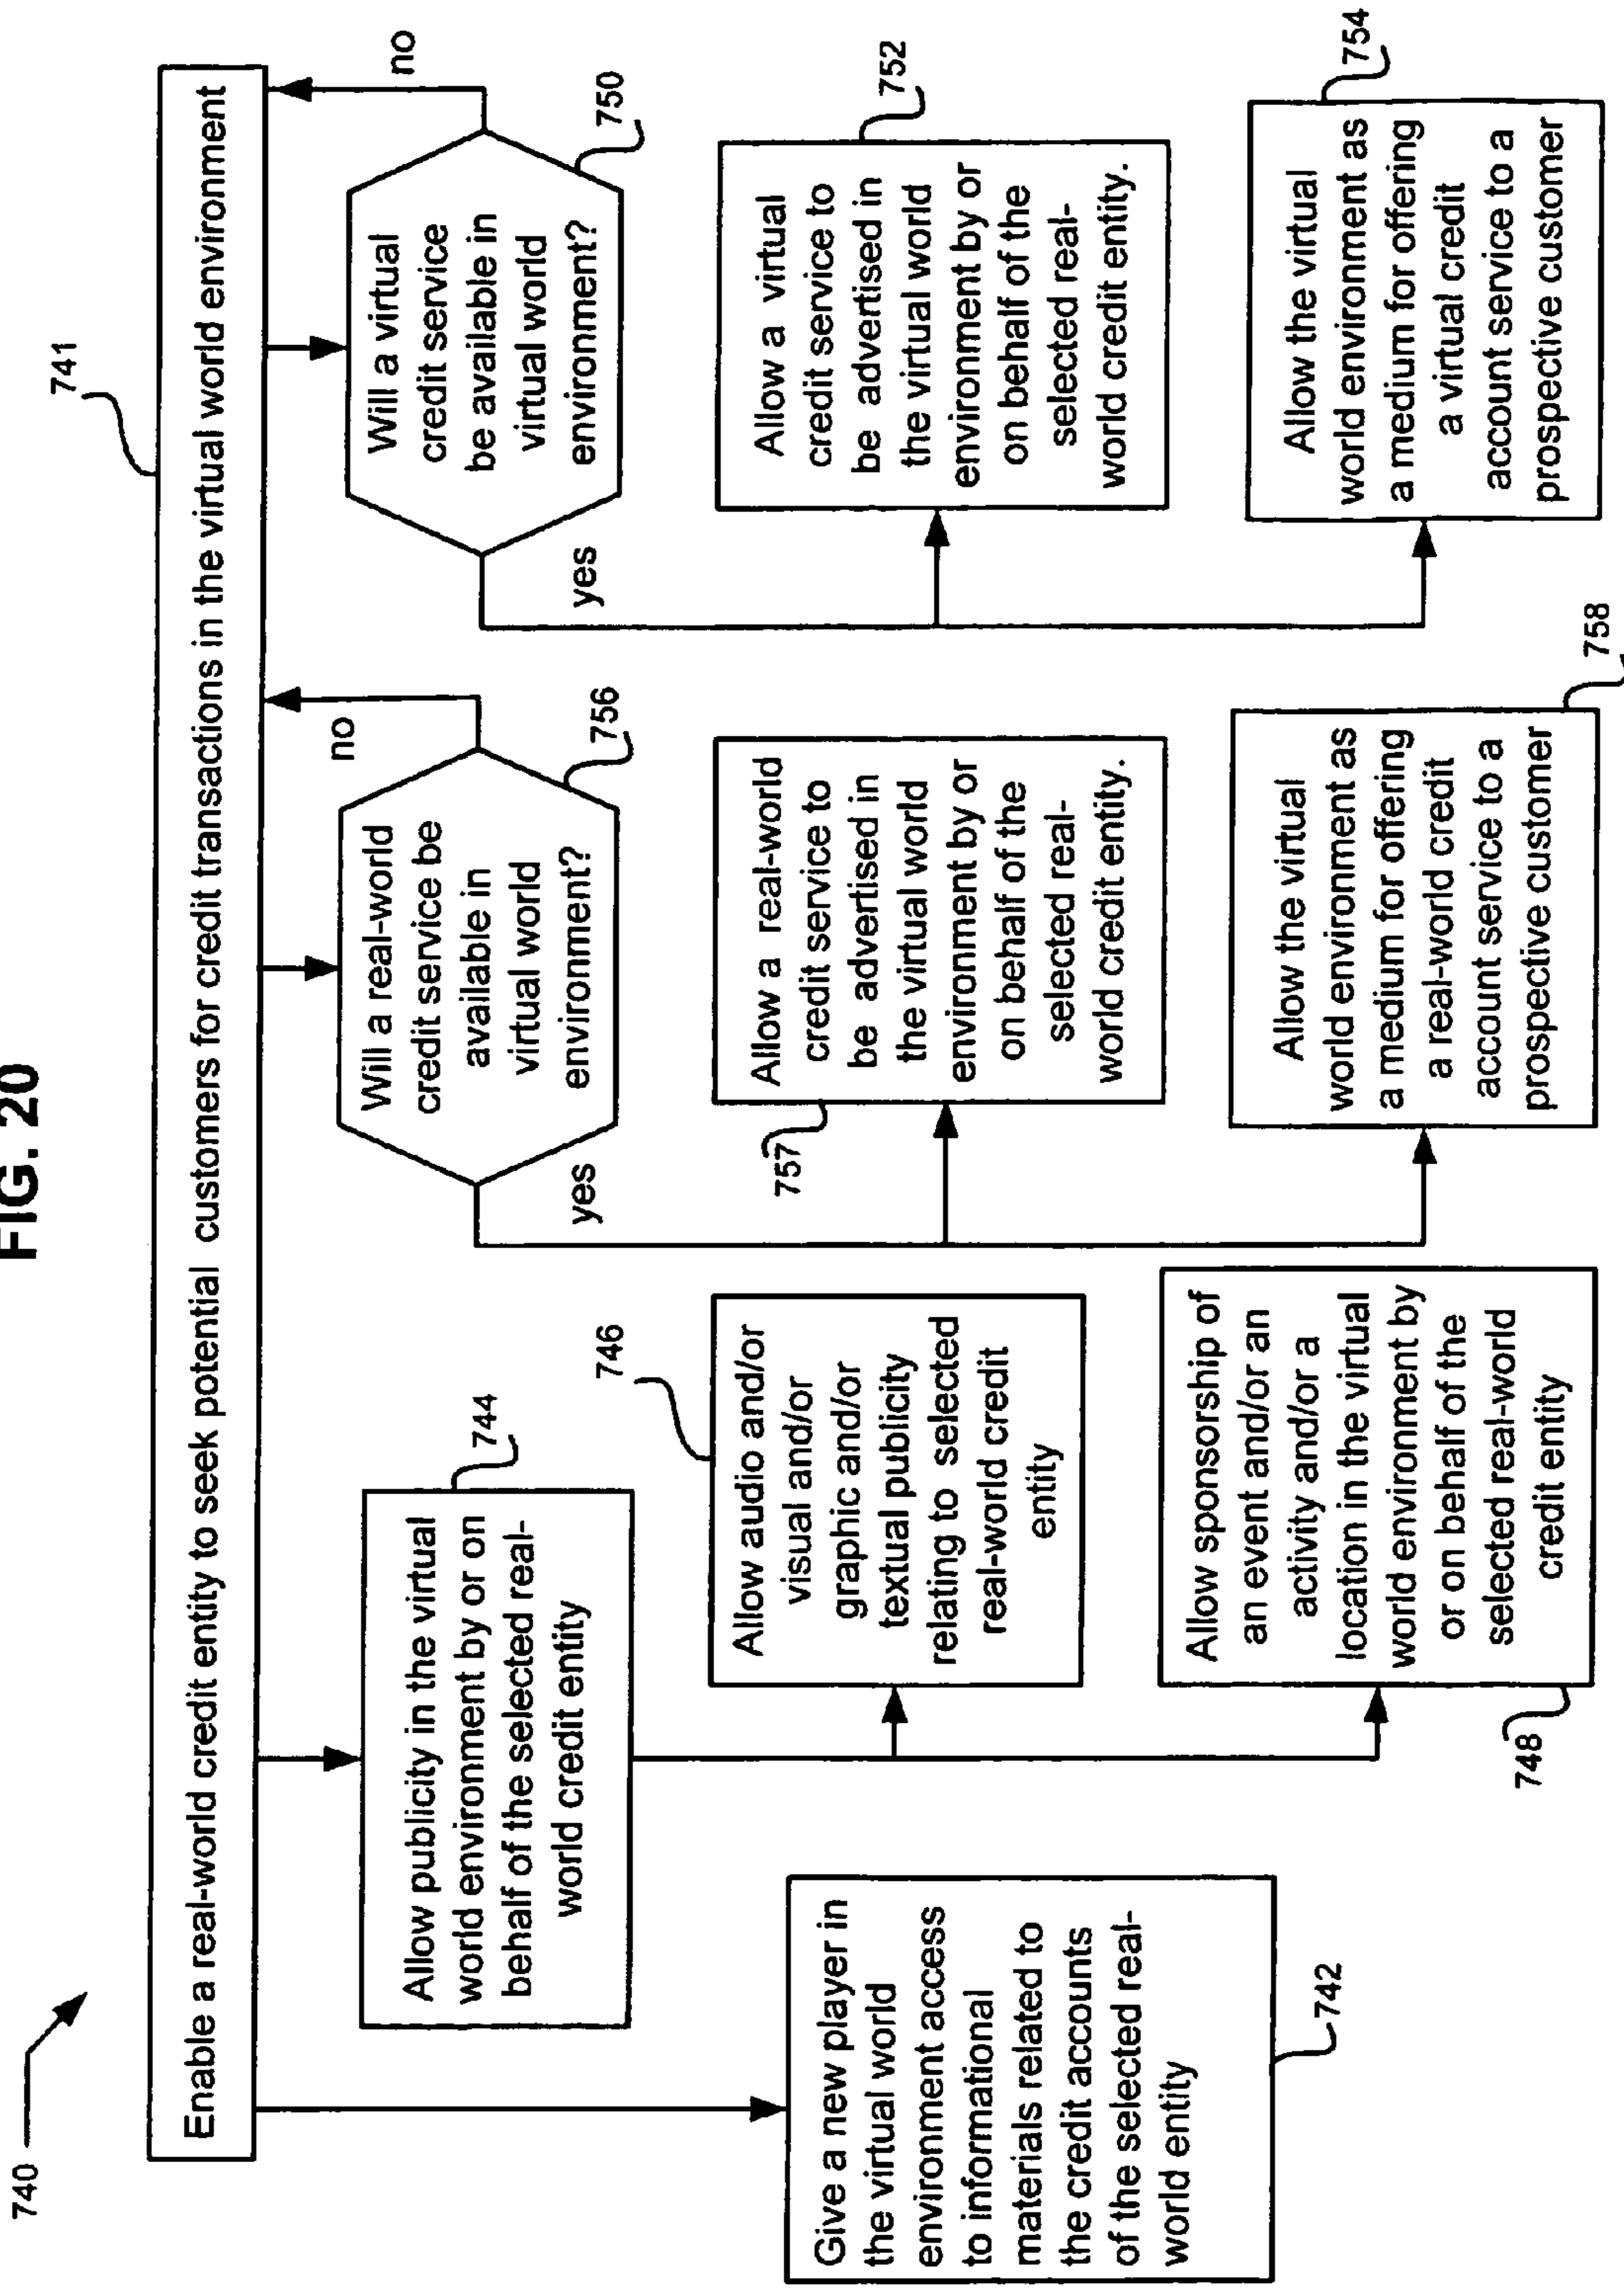 FIG. 20
740
741
Enable a real-world credit entity to seek potential customers for credit transactions in the virtual world environment
Give a new player in
the virtual world
environment access
to informational
materials related to
the credit accounts
of the selected real-
world entity
742
Allow publicity in the virtual
world environment by or on
behalf of the selected real-
world credit entity
744
Allow audio and/or
visual and/or
graphic and/or
textual publicity
relating to selected
real-world credit
entity
746
Allow sponsorship of
an event and/or an
activity and/or a
location in the virtual
world environment by
or on behalf of the
selected real-world
credit entity
748
Will a real-world
credit service be
available in
virtual world
environment?
756
no
yes
Allow a real-world
credit service to
be advertised in
the virtual world
environment by or
on behalf of the
selected real-
world credit entity.
757
Allow the virtual
world environment as
a medium for offering
a real-world credit
account service to a
prospective customer
758
Will a virtual
credit service
be available in
virtual world
environment?
750
no
yes
Allow a virtual
credit service to
be advertised in
the virtual world
environment by or
on behalf of the
selected real-
world credit entity.
752
Allow the virtual
world environment as
a medium for offering
a virtual credit
account service to a
prospective customer
754